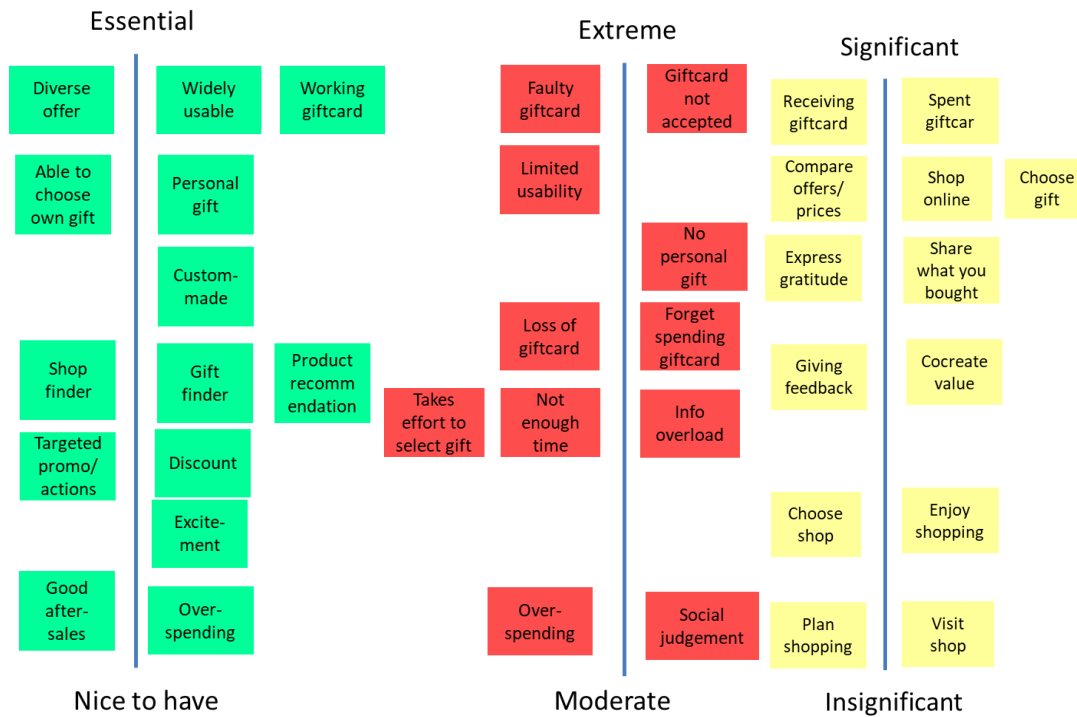 Essential
Diverse
offer
Widely
usable
Working
giftcard
Able to
choose
own gift
Personal
gift
Custom-
made
Shop
finder
Gift
finder
Product
recomm
endation
Targeted
promo/
actions
Discount
Excite-
ment
Good
after-
sales
Over-
spending
Nice to have
Extreme
Faulty
giftcard
Giftcard
not
accepted
Limited
usability
No
personal
gift
Loss of
giftcard
Forget
spending
giftcard
Takes
effort to
select gift
Not
enough
time
Info
overload
Over-
spending
Social
judgement
Moderate
Significant
Receiving
giftcard
Spent
giftcar
Compare
offers/
prices
Shop
online
Choose
gift
Express
gratitude
Share
what you
bought
Giving
feedback
Cocreate
value
Choose
shop
Enjoy
shopping
Plan
shopping
Visit
shop
Insignificant